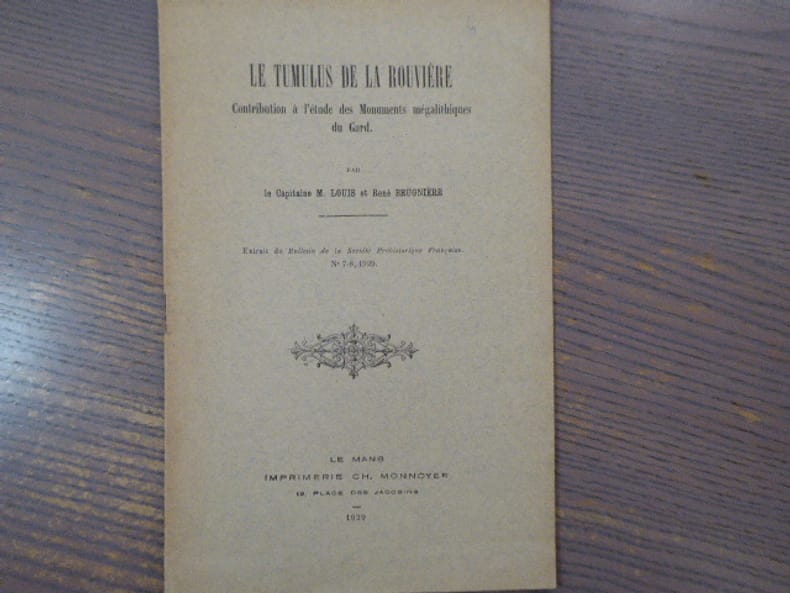 LE TUMULUS DE LA ROUVIÈRE
Contribution à l'étude des Monuments mégalithiques
du Gard.
PAR
le Capitaine M. LOUIS et René BRUGNIÈRE
Extrait du Bulletin de la Société Préhistorique Française.
N° 7-8, 1929.
LE MANS
IMPRIMERIE CH. MONNOYER
12, PLACE DES JACOBINS
1929